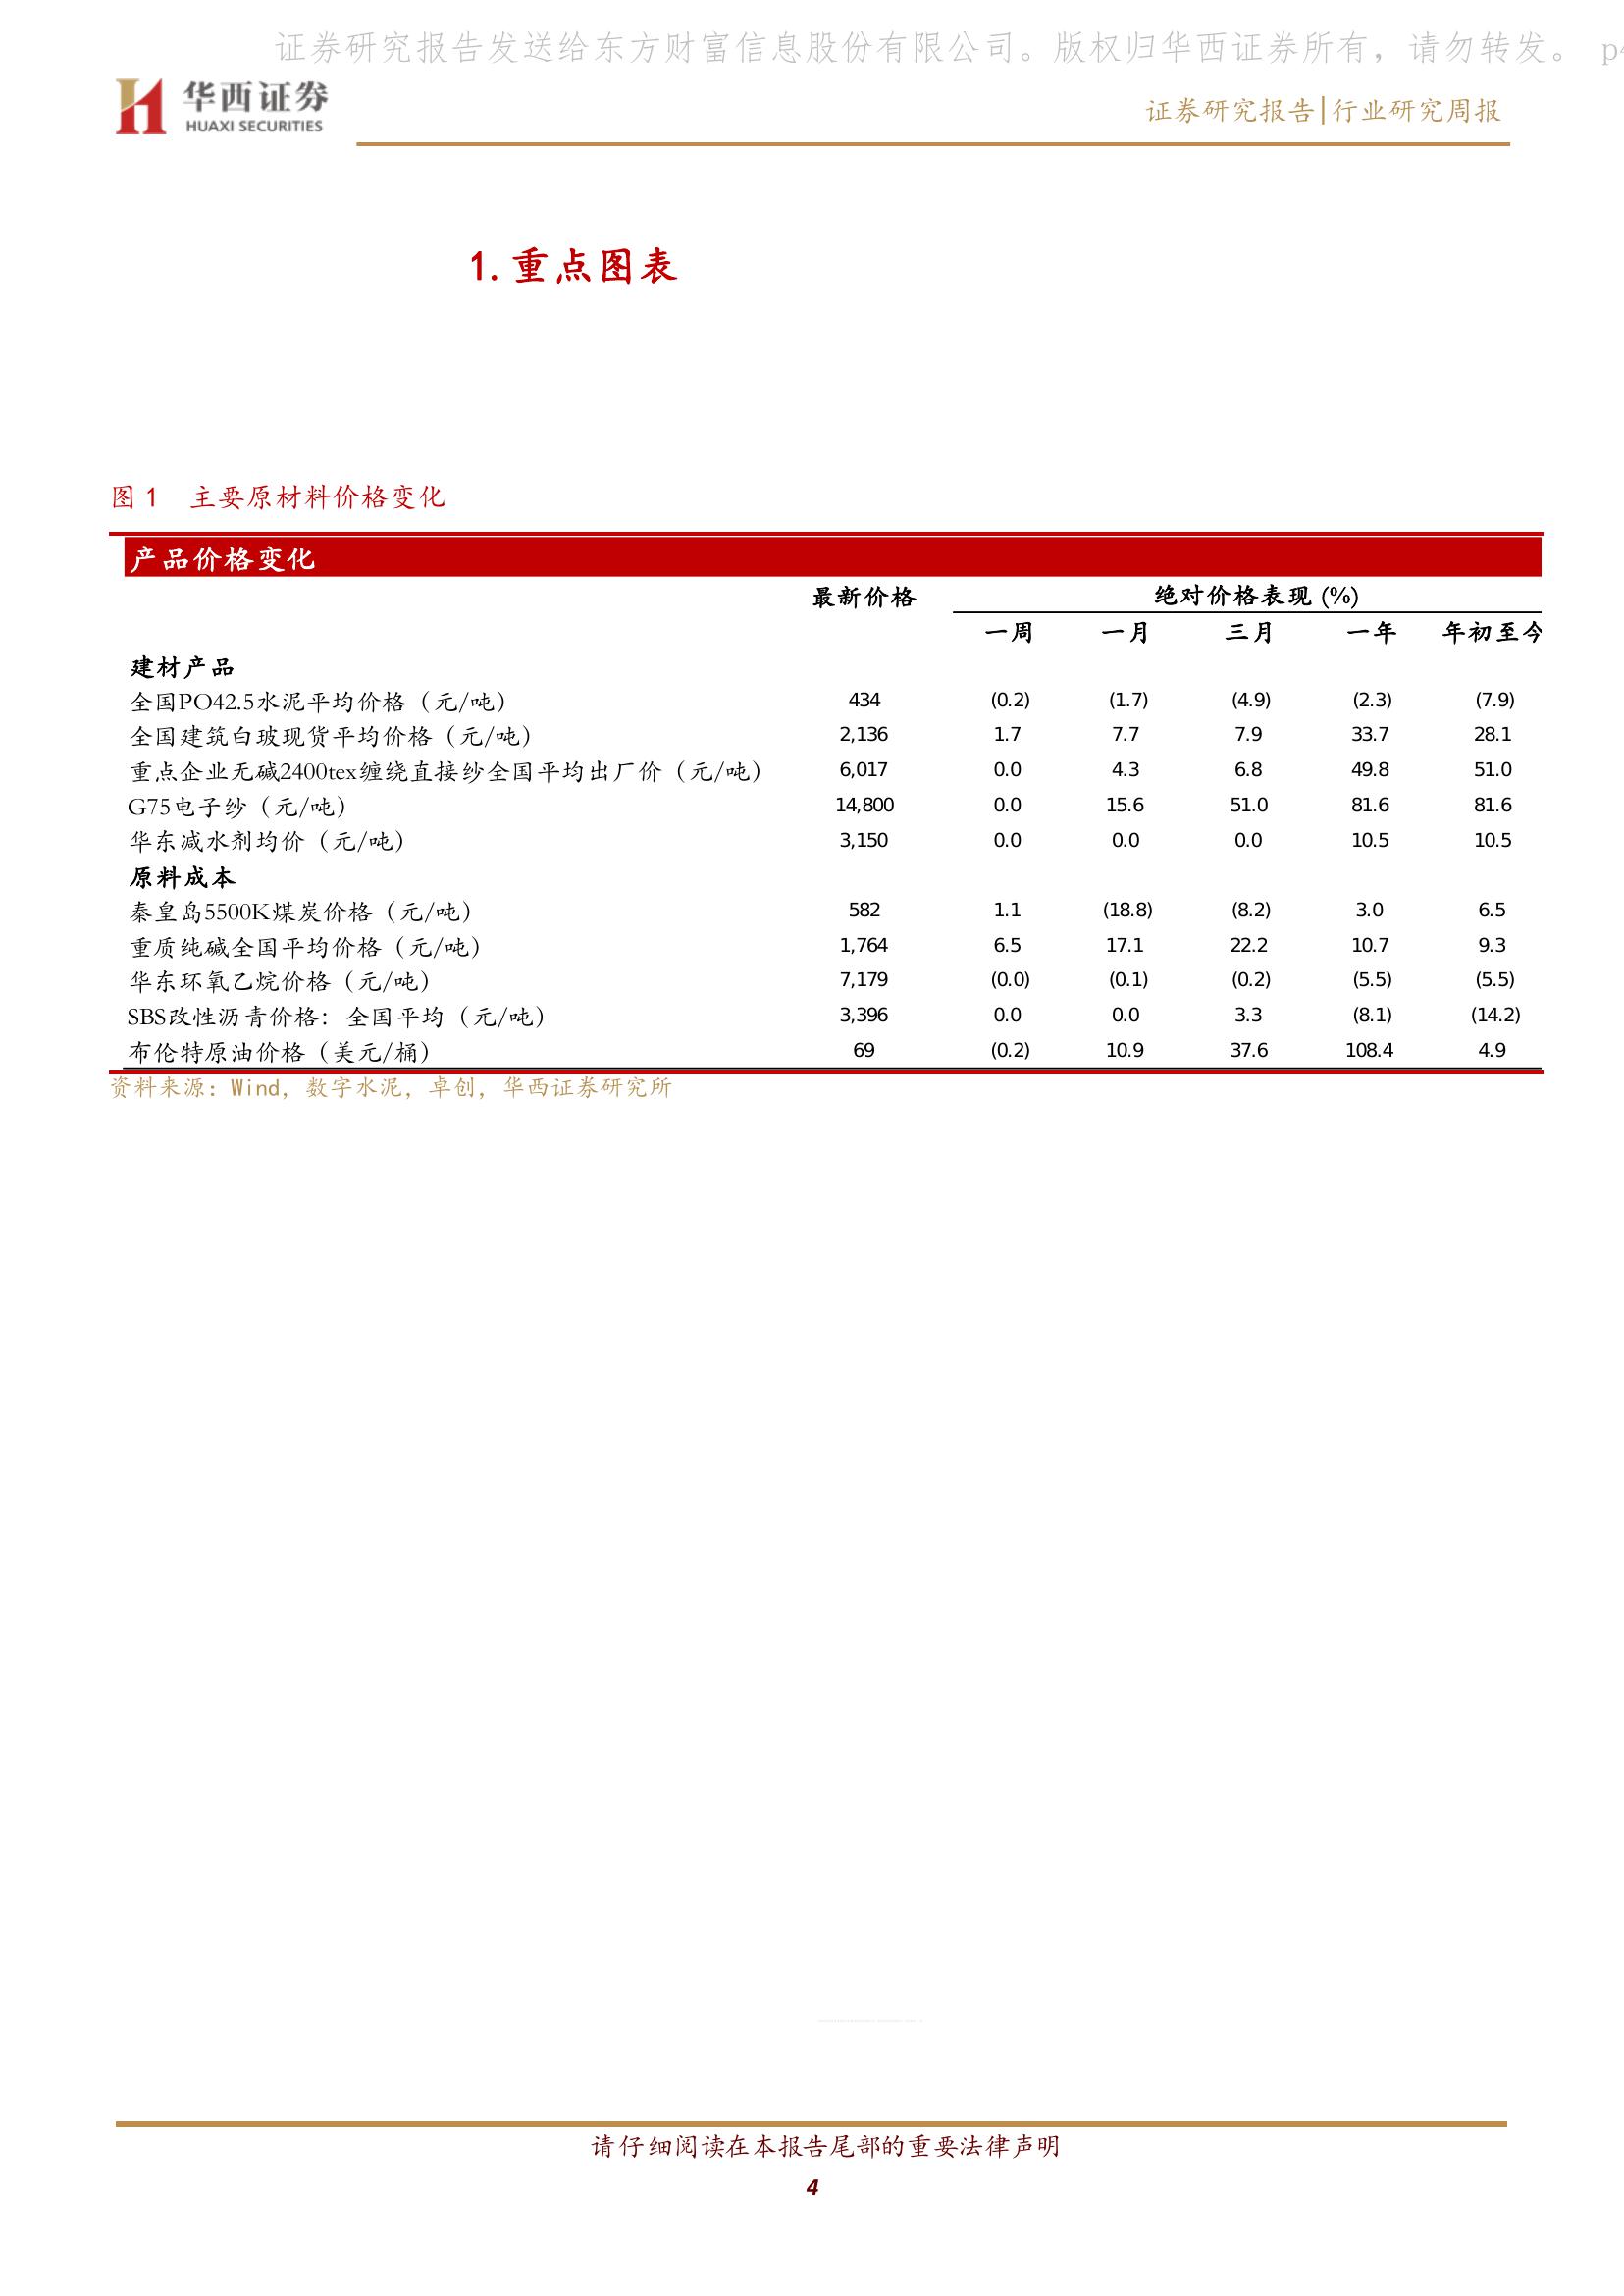 证券研究报告发送给东方财富信息股份有限公司。版权归华西证券所有，请勿转发。 p4
华西证券
HUAXI SECURITIES
证券研究报告|行业研究周报
1.重点图表
图 1 主要原材料价格变化
产品价格变化
最新价格 绝对价格表现 (%)
一周 一月 三月 一年 年初至今
建材产品
全国PO42.5水泥平均价格（元/吨） 434 (0.2) (1.7) (4.9) (2.3) (7.9)
全国建筑白玻现货平均价格（元/吨） 2,136 1.7 7.7 7.9 33.7 28.1
重点企业无碱2400tex缠绕直接纱全国平均出厂价（元/吨） 6,017 0.0 4.3 6.8 49.8 51.0
G75电子纱（元/吨） 14,800 0.0 15.6 51.0 81.6 81.6
华东减水剂均价（元/吨） 3,150 0.0 0.0 0.0 10.5 10.5
原料成本
秦皇岛5500K煤炭价格（元/吨） 582 1.1 (18.8) (8.2) 3.0 6.5
重质纯碱全国平均价格（元/吨） 1,764 6.5 17.1 22.2 10.7 9.3
华东环氧乙烷价格（元/吨） 7,179 (0.0) (0.1) (0.2) (5.5) (5.5)
SBS改性沥青价格：全国平均（元/吨） 3,396 0.0 0.0 3.3 (8.1) (14.2)
布伦特原油价格（美元/桶） 69 (0.2) 10.9 37.6 108.4 4.9
资料来源：Wind，数字水泥，卓创，华西证券研究所
请仔细阅读在本报告尾部的重要法律声明
4